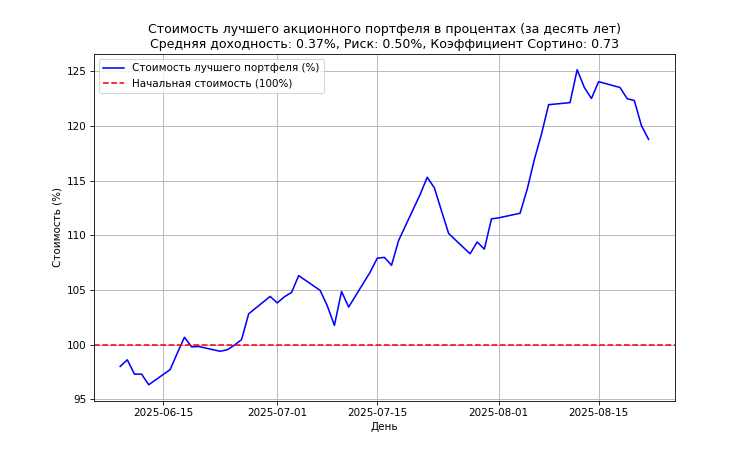 Стоимость лучшего акционного портфеля в процентах (за десять лет)
Средняя доходность: 0.37%, Риск: 0.50%, Коэффициент Сортино: 0.73
Стоимость лучшего портфеля (%)
Начальная стоимость (100%)
Стоимость (%)
125
120
115
110
105
100
95
2025-06-15
2025-07-01
2025-07-15
2025-08-01
2025-08-15
День